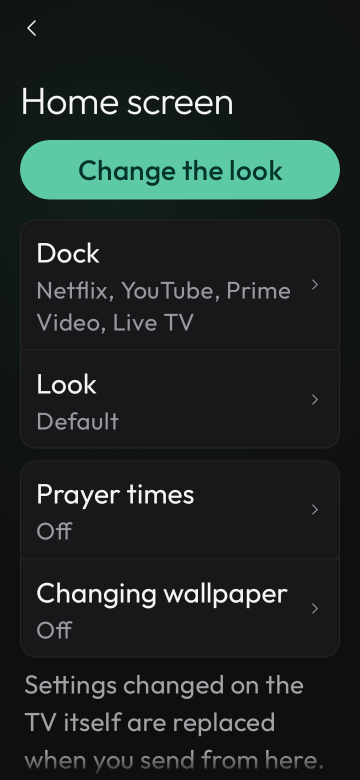 Home screen
Change the look
Dock
Netflix, YouTube, Prime
Video, Live TV
Look
Default
Prayer times
Off
Changing wallpaper
Off
Settings changed on the
TV itself are replaced
when you send from here.